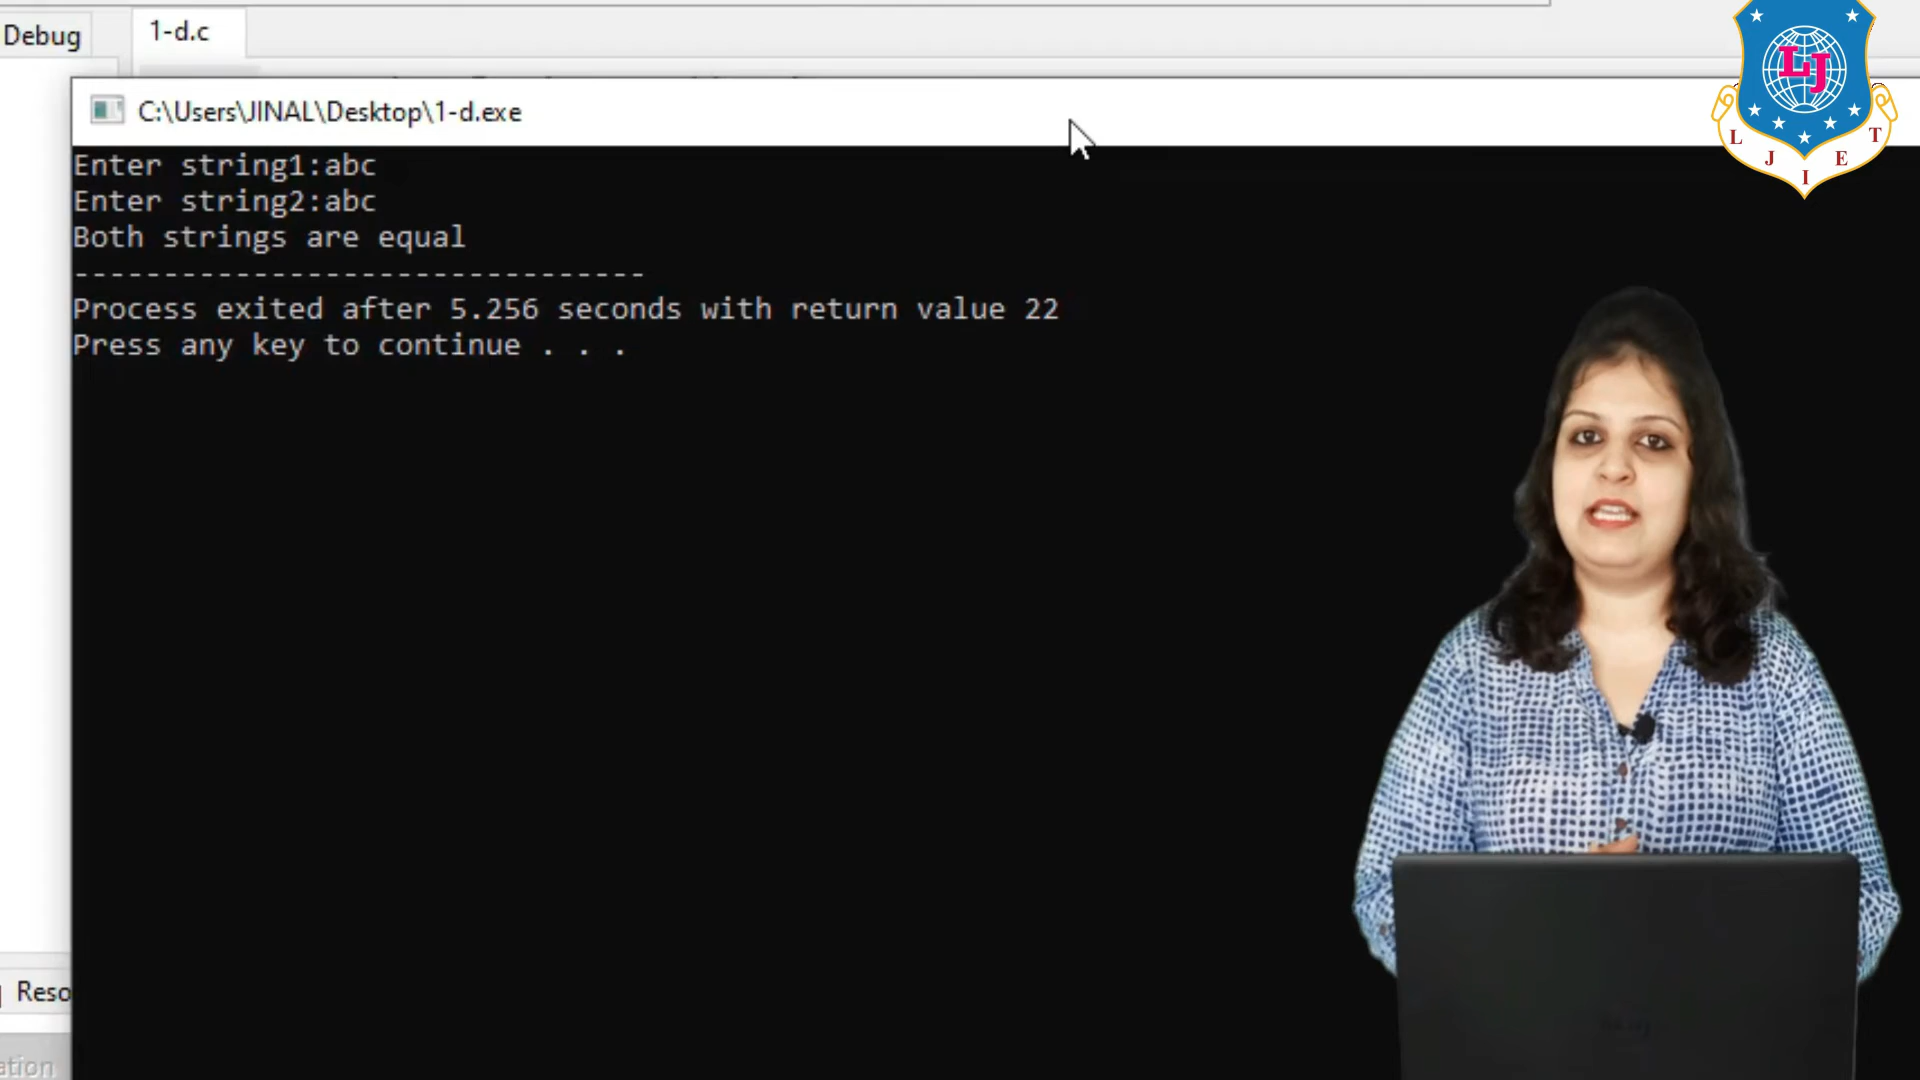 Debug
1-d.c
C:\Users\JINAL\Desktop\1-d.exe
LJ
L J I E T
Enter string1:abc
Enter string2:abc
Both strings are equal
--------------------------------
Process exited after 5.256 seconds with return value 22
Press any key to continue . . .
Reso
ation